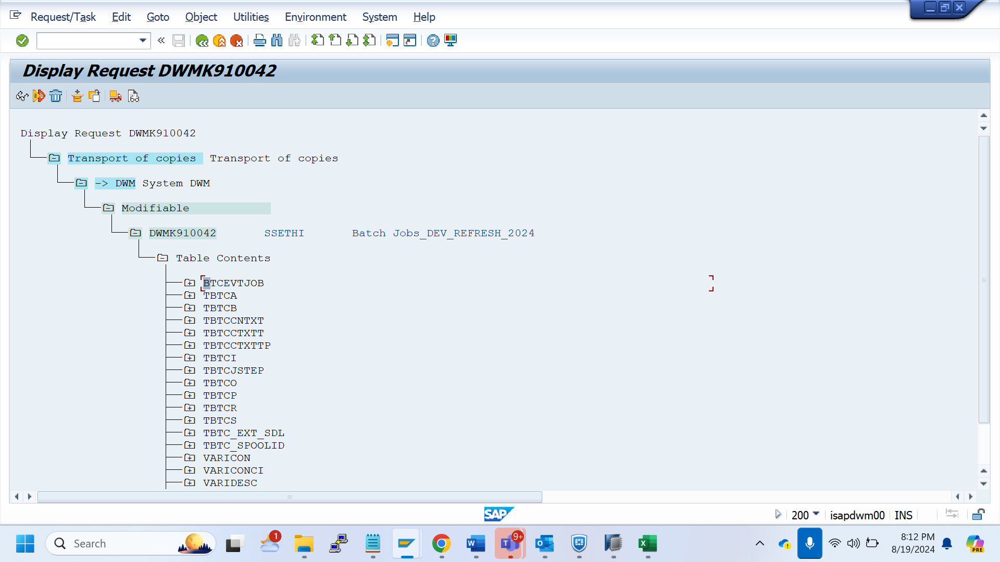 Request/Task Edit Goto Object Utilities Environment System Help
Display Request DWMK910042
Display Request DWMK910042
Transport of copies Transport of copies
-> DWM System DWM
Modifiable
DWMK910042 SSETHI Batch Jobs_DEV_REFRESH_2024
Table Contents
BTCEVTJOB
TBTCA
TBTCB
TBTCCNTXT
TBTCCTXTT
TBTCCTXTTP
TBTCI
TBTCJSTEP
TBTCO
TBTCP
TBTCR
TBTCS
TBTC_EXT_SDL
TBTC_SPOOLID
VARICON
VARICONCI
VARIDESC
SAP 200 isapdwm00 INS
Search 1 W T 9+ O X 8:12 PM
8/19/2024
PRE